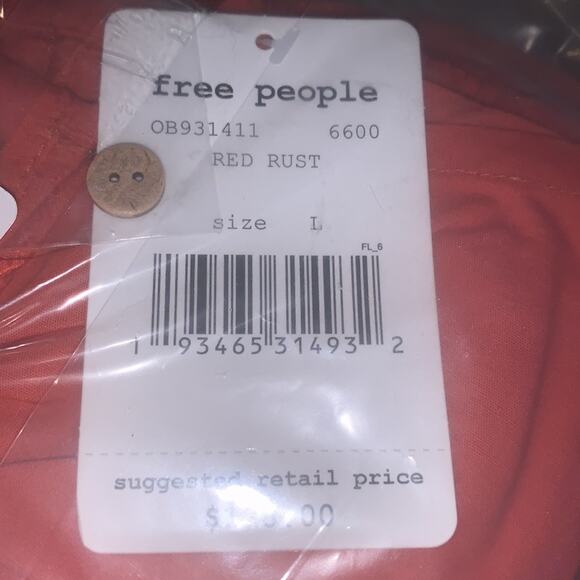 free people
OB931411 6600
RED RUST
size L
FL_6
1 93465 31493 2
suggested retail price